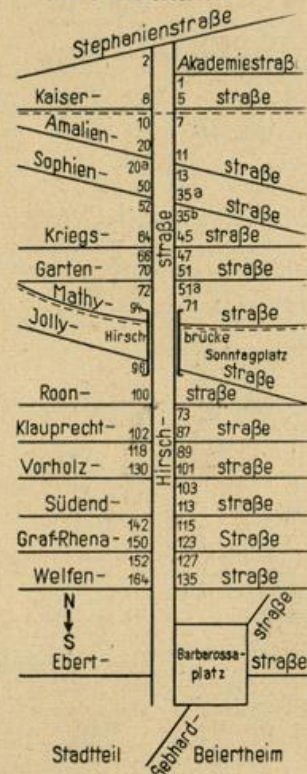 Stephanienstraße
2 Akademiestraß.
1
Kaiser- 8 5 straße
Amalien- 10 7
20
Sophien- 20a 11 straße
50 13
52 35a straße
35b
Kriegs- 64 45 straße
66 47
Garten- 70 51 straße
72 51a
Mathy- 94 71 straße
Jolly- Hirsch brücke
Sonntagplatz
98 straße
Roon- 100 straße
73
Klauprecht- 102 87 straße
118 89
Vorholz- 130 101 straße
103
Südend- 113 straße
142 115
Graf-Rhena- 150 123 Straße
152 127
Welfen- 164 135 straße
Hirsch-straße
N
S
straße
Barbarossa-
platz
Ebert- straße
Gebhard-
Stadtteil Beiertheim